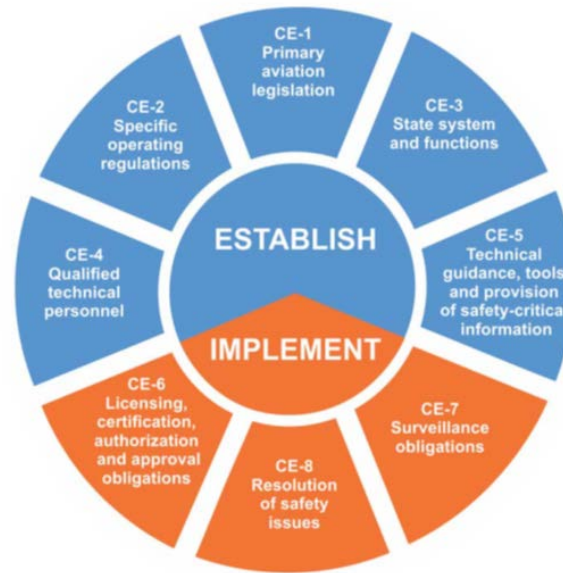 CE-1
Primary
aviation
legislation
CE-2
Specific
operating
regulations
CE-3
State system
and functions
CE-4
Qualified
technical
personnel
ESTABLISH
CE-5
Technical
guidance, tools
and provision
of safety-critical
information
IMPLEMENT
CE-6
Licensing,
certification,
authorization
and approval
obligations
CE-7
Surveillance
obligations
CE-8
Resolution
of safety
issues